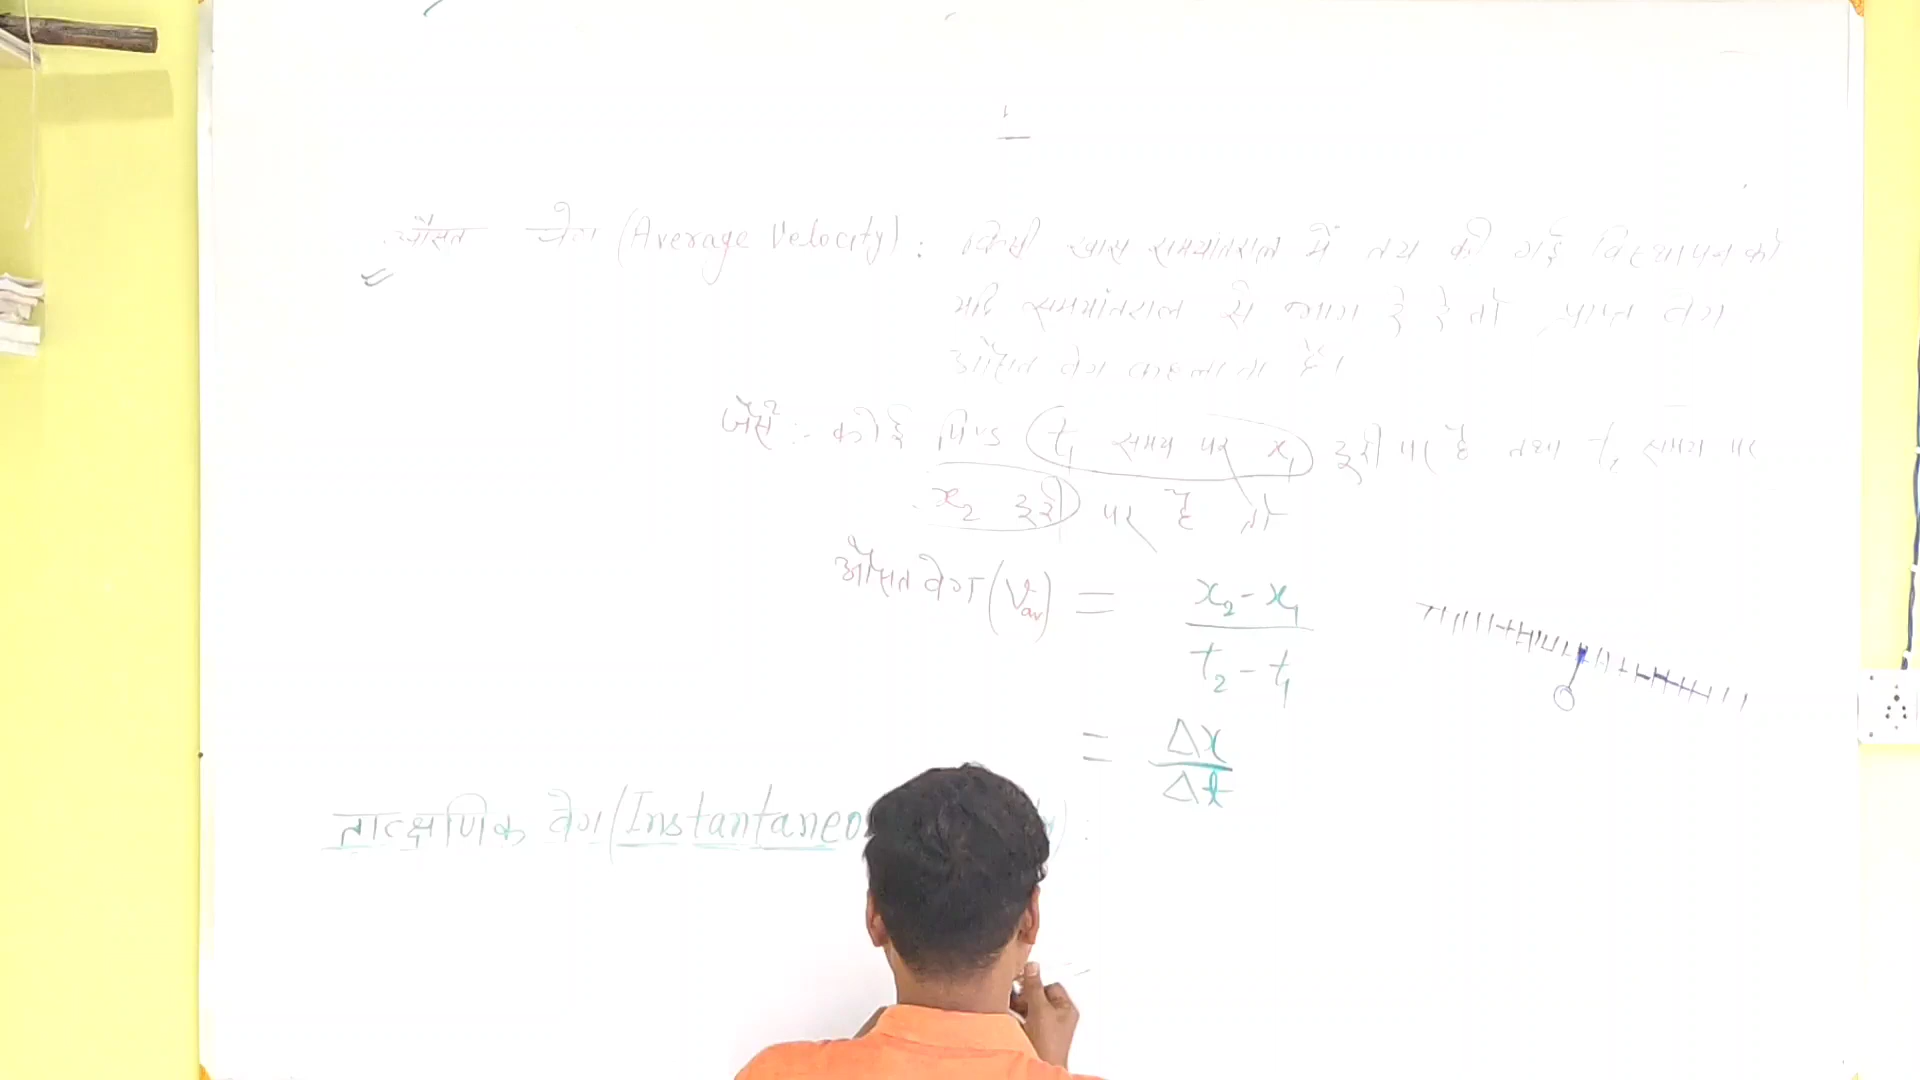 औसत वेग (Average Velocity) : किसी खास समयांतराल में तय की गई विस्थापन को
यदि समयांतराल से भाग दे दे तो प्राप्त वेग
औसत वेग कहलाता है।
जैसे :- कोई पिण्ड t₁ समय पर x₁ दूरी पर है तथा t₂ समय पर
x₂ दूरी पर है तो
औसत वेग (Vav) = x₂ - x₁ / t₂ - t₁
= Δx / Δt
तात्क्षणिक वेग (Instantaneo